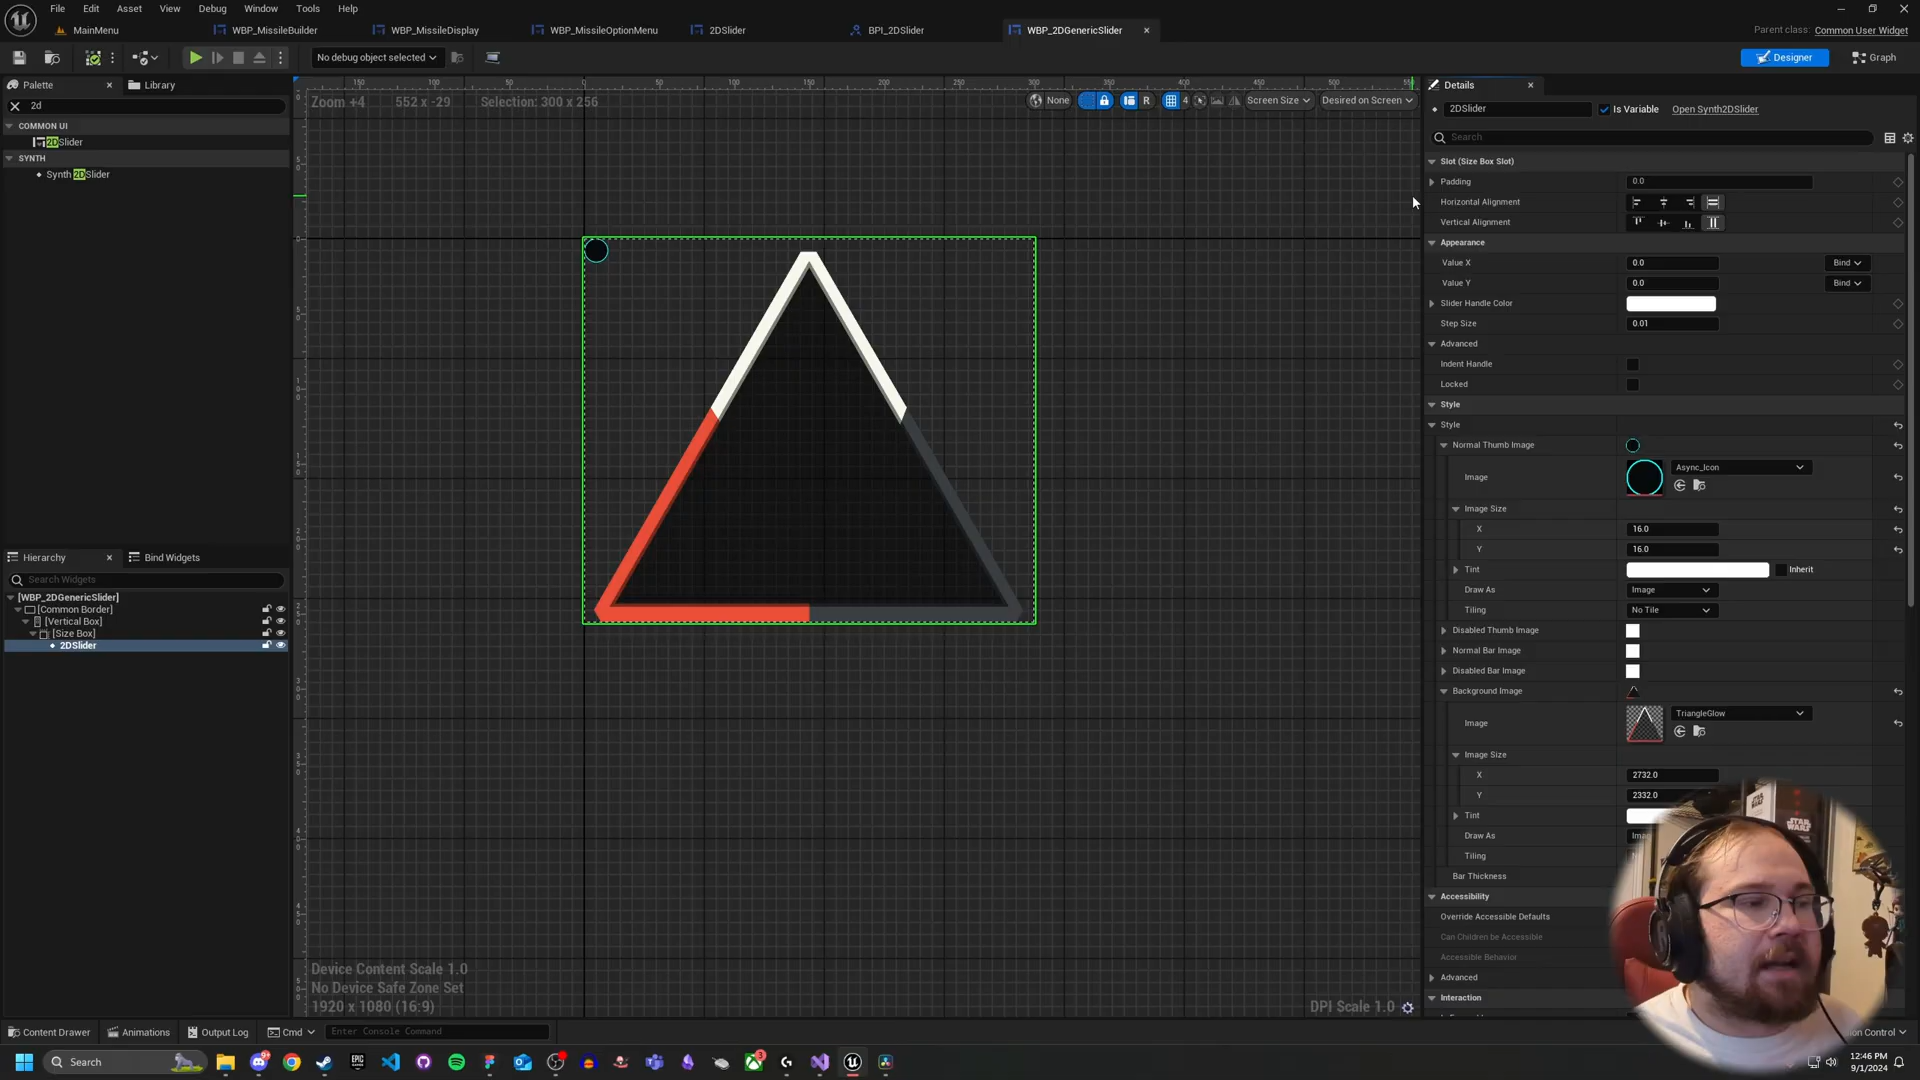 File Edit Asset View Debug Window Tools Help
MainMenu WBP_MissileBuilder WBP_MissileDisplay WBP_MissileOptionMenu 2DSlider BPI_2DSlider WBP_2DGenericSlider
Parent class: Common User Widget
No debug object selected
Designer Graph
Palette Library
2d
COMMON UI
2DSlider
SYNTH
Synth 2DSlider
Zoom +4 552 x -29 Selection: 300 x 256
None R 4 Screen Size Desired on Screen
Device Content Scale 1.0
No Device Safe Zone Set
1920 x 1080 (16:9)
DPI Scale 1.0
Hierarchy Bind Widgets
Search Widgets
[WBP_2DGenericSlider]
[Common Border]
[Vertical Box]
[Size Box]
2DSlider
Details
2DSlider Is Variable Open Synth2DSlider
Search
Slot (Size Box Slot)
Padding 0.0
Horizontal Alignment
Vertical Alignment
Appearance
Value X 0.0 Bind
Value Y 0.0 Bind
Slider Handle Color
Step Size 0.01
Advanced
Indent Handle
Locked
Style
Style
Normal Thumb Image
Image Async_Icon
Image Size
X 16.0
Y 16.0
Tint Inherit
Draw As Image
Tiling No Tile
Disabled Thumb Image
Normal Bar Image
Disabled Bar Image
Background Image
Image TriangleGlow
Image Size
X 2732.0
Y 2332.0
Tint
Draw As
Tiling
Bar Thickness
Accessibility
Override Accessible Defaults
Can Children be Accessible
Accessible Behavior
Advanced
Interaction
STAR WARS
Content Drawer Animations Output Log Cmd Enter Console Command
Search
12:46 PM
9/1/2024